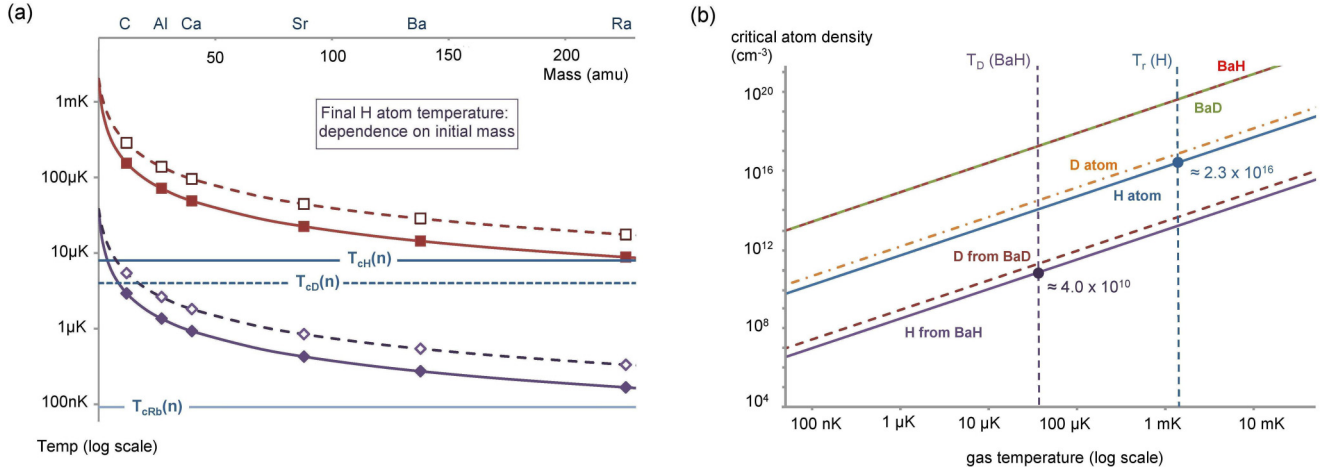 (a)
C Al Ca Sr Ba Ra
50 100 150 200
Mass (amu)
1mK
Final H atom temperature:
dependence on initial mass
100µK
10µK
TcH(n)
TcD(n)
1µK
100nK
TcRb(n)
Temp (log scale)
(b)
critical atom density
(cm-3)
TD (BaH) Tr (H)
BaH
10²⁰
BaD
10¹⁶
D atom
≈ 2.3 x 10¹⁶
H atom
10¹²
D from BaD
≈ 4.0 x 10¹⁰
10⁸
H from BaH
10⁴
100 nK 1 µK 10 µK 100 µK 1 mK 10 mK
gas temperature (log scale)